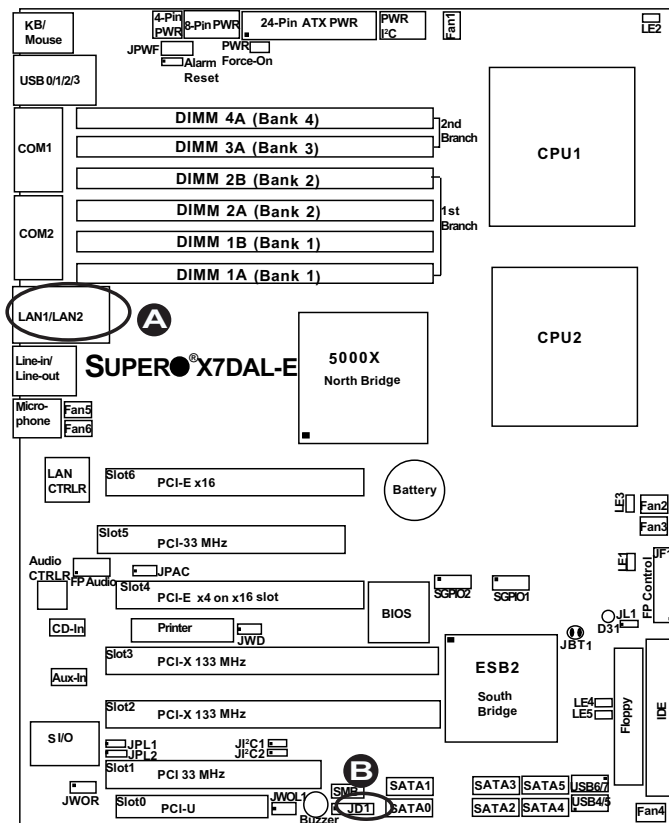 KB/
Mouse
4-Pin
PWR
8-Pin PWR
24-Pin ATX PWR
PWR
I²C
Fan1
LE2
JPWF
Alarm
Reset
PWR
Force-On
USB 0/1/2/3
DIMM 4A (Bank 4)
DIMM 3A (Bank 3)
2nd
Branch
DIMM 2B (Bank 2)
DIMM 2A (Bank 2)
DIMM 1B (Bank 1)
DIMM 1A (Bank 1)
1st
Branch
COM1
COM2
CPU1
LAN1/LAN2
A
CPU2
Line-in/
Line-out
SUPER®X7DAL-E
5000X
North Bridge
Micro-
phone
Fan5
Fan6
LAN
CTRLR
Slot6
PCI-E x16
Battery
LE3
Fan2
Fan3
Slot5
PCI-33 MHz
Audio
CTRLR
FP Audio
JPAC
LE1
JF1
FP Control
Slot4
PCI-E x4 on x16 slot
BIOS
SGPIO2
SGPIO1
JL1
D31
JBT1
CD-In
Printer
JWD
Slot3
PCI-X 133 MHz
ESB2
South
Bridge
Aux-In
Slot2
PCI-X 133 MHz
LE4
LE5
Floppy
IDE
S I/O
JPL1
JPL2
JI²C1
JI²C2
B
Slot1
PCI 33 MHz
SMB
SATA1
SATA3
SATA5
USB6/7
JWOR
Slot0
PCI-U
JWOL1
Buzzer
JD1
SATA0
SATA2
SATA4
USB4/5
Fan4